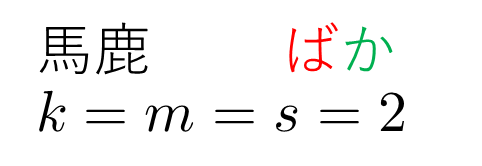 馬鹿 ばか
k = m = s = 2